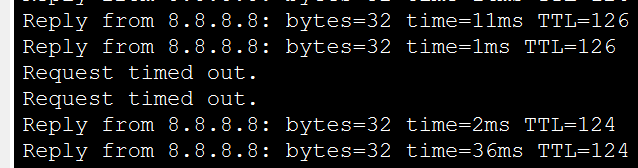 Reply from 8.8.8.8: bytes=32 time=11ms TTL=126
Reply from 8.8.8.8: bytes=32 time=1ms TTL=126
Request timed out.
Request timed out.
Reply from 8.8.8.8: bytes=32 time=2ms TTL=124
Reply from 8.8.8.8: bytes=32 time=36ms TTL=124